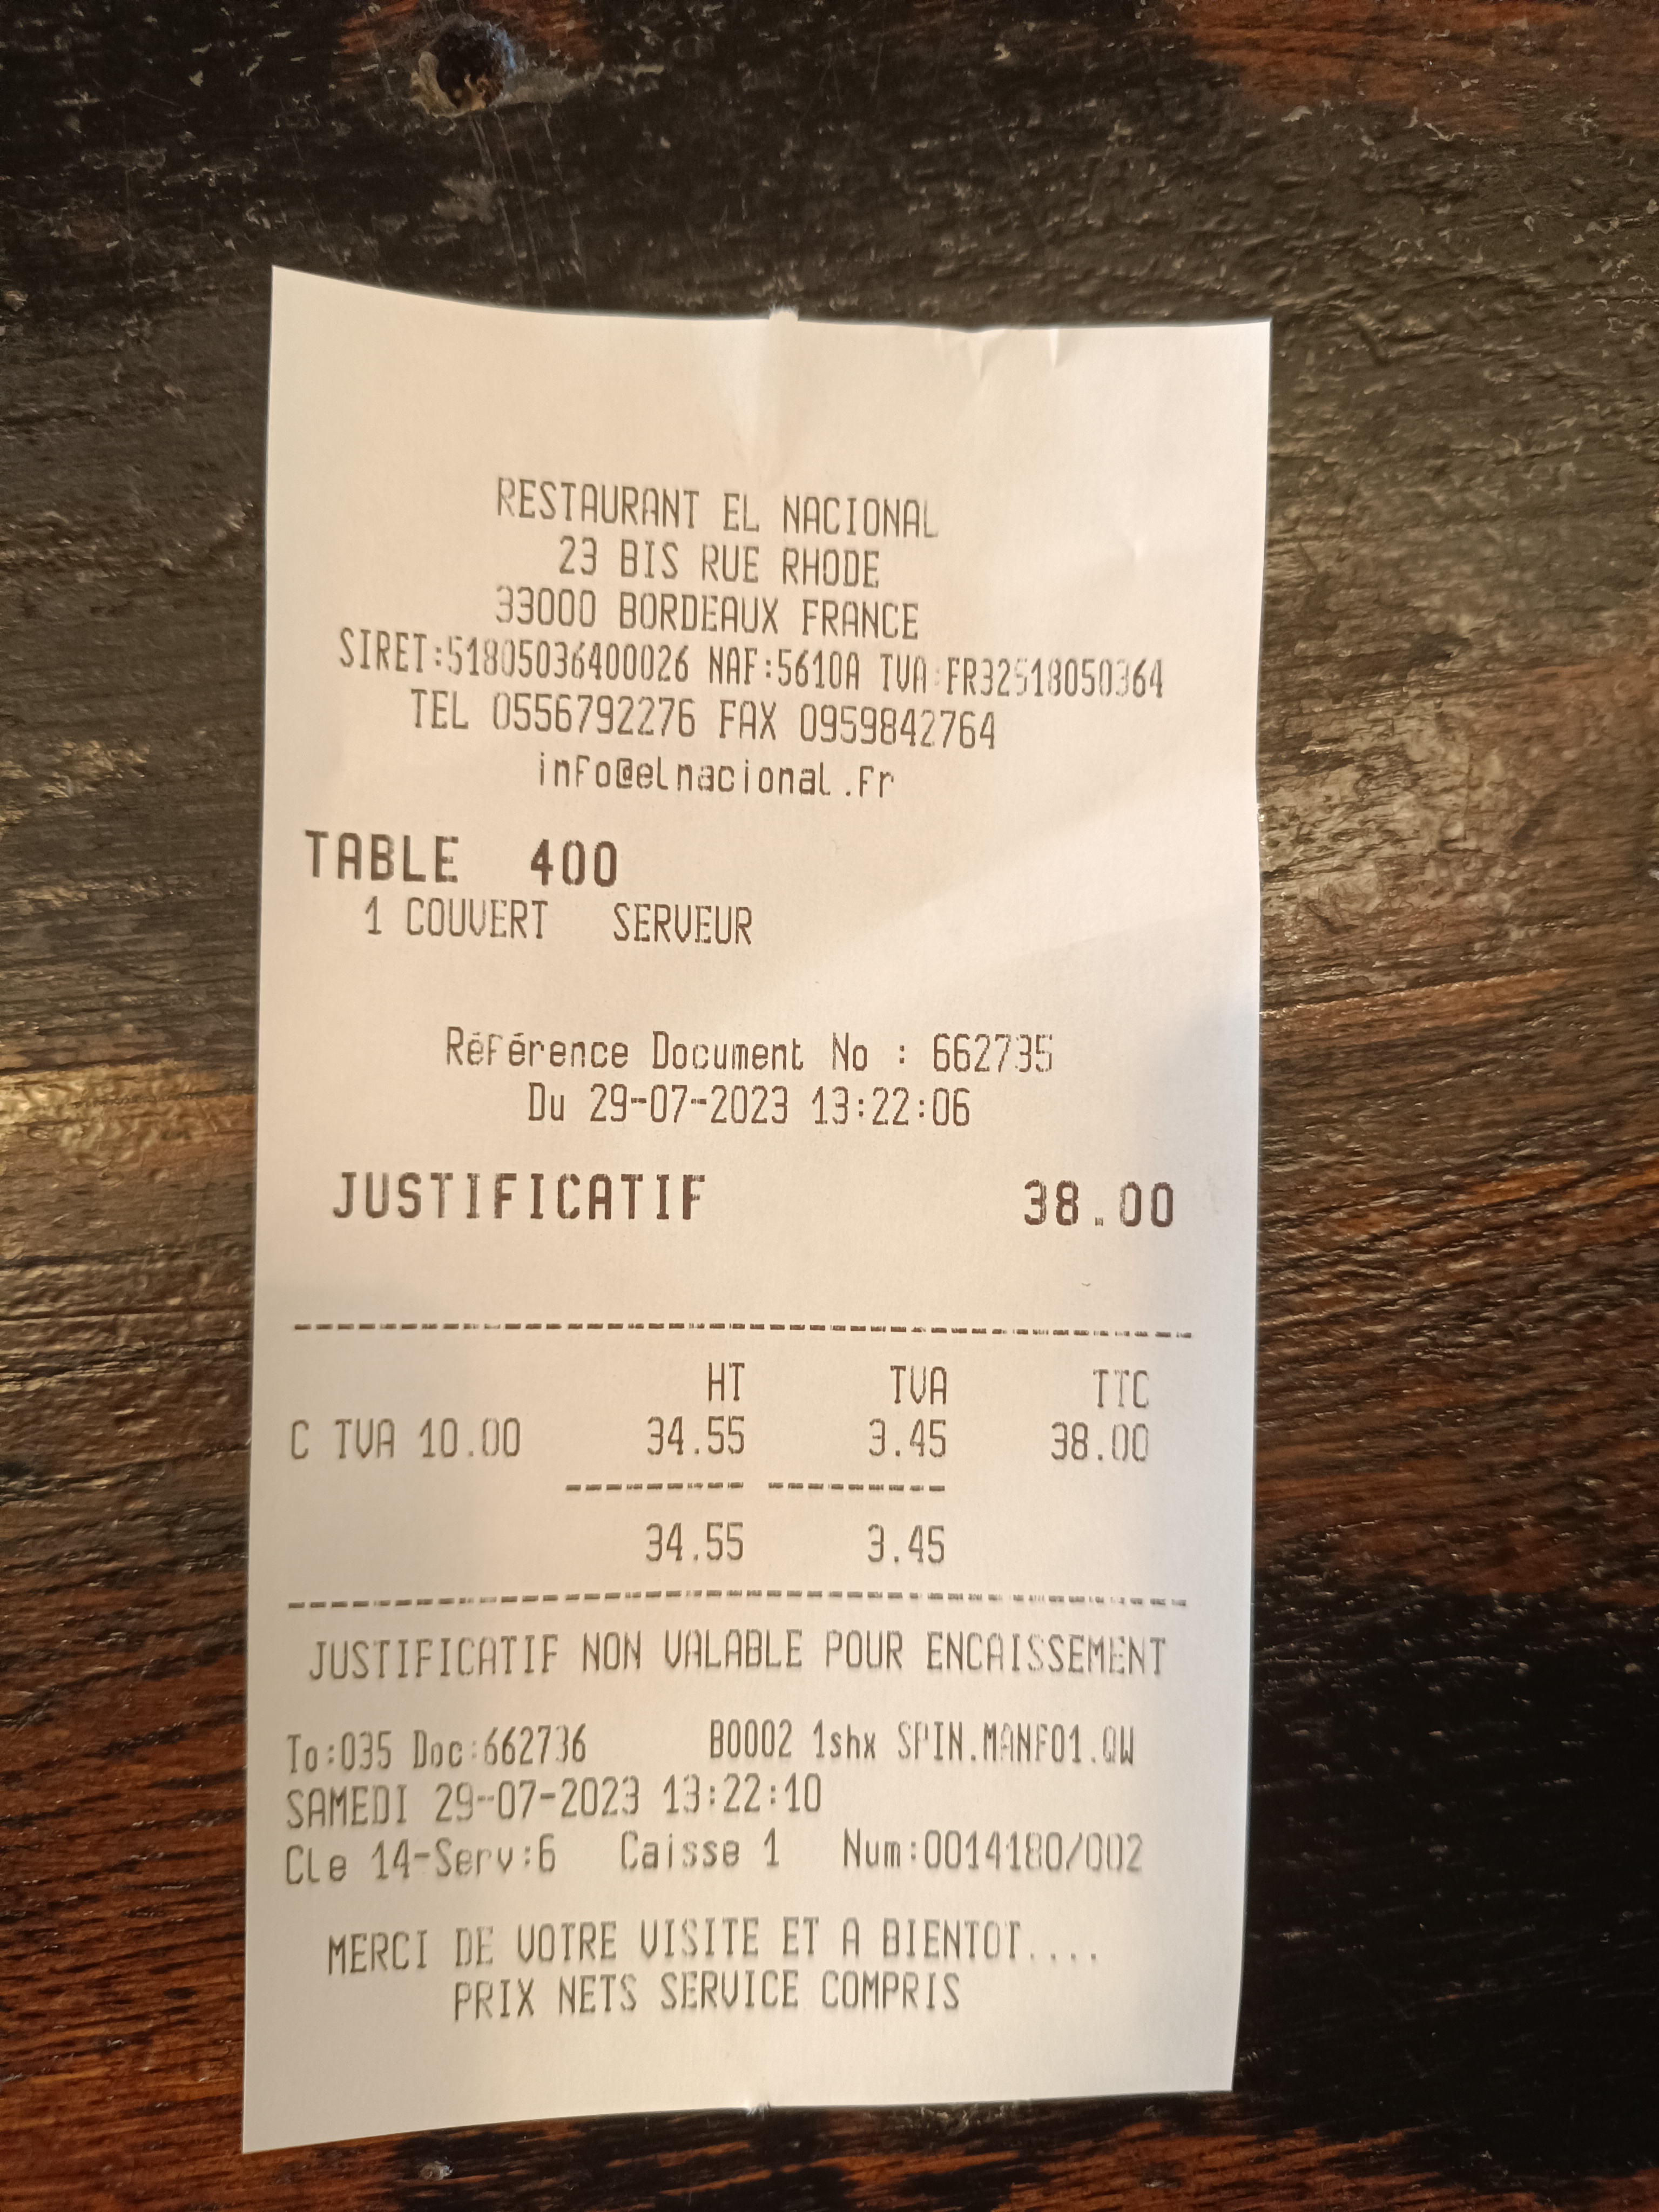 RESTAURANT EL NACIONAL
23 BIS RUE RHODE
33000 BORDEAUX FRANCE
SIRET:51805036400026 NAF:5610A TVA:FR32518050364
TEL 0556792276 FAX 0959842764
info@elnacional.fr
TABLE 400
1 COUVERT SERVEUR
Référence Document No : 662735
Du 29-07-2023 13:22:06
JUSTIFICATIF 38.00
HT TVA TTC
C TVA 10.00 34.55 3.45 38.00
34.55 3.45
JUSTIFICATIF NON VALABLE POUR ENCAISSEMENT
To:035 Doc:662736 B0002 1shx SPIN.MANF01.QW
SAMEDI 29-07-2023 13:22:10
Cle 14-Serv:6 Caisse 1 Num:0014180/002
MERCI DE VOTRE VISITE ET A BIENTOT....
PRIX NETS SERVICE COMPRIS